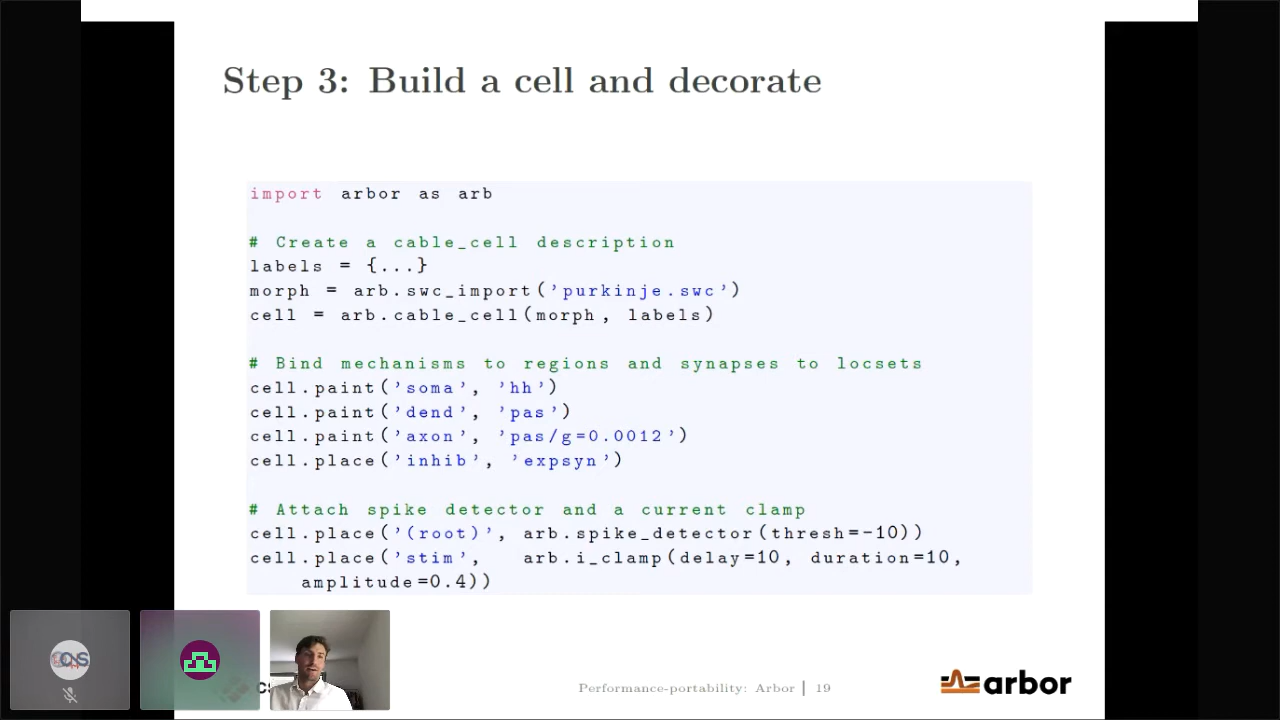 Step 3: Build a cell and decorate
import arbor as arb
# Create a cable_cell description
labels = {...}
morph = arb.swc_import('purkinje.swc')
cell = arb.cable_cell(morph, labels)
# Bind mechanisms to regions and synapses to locsets
cell.paint('soma', 'hh')
cell.paint('dend', 'pas')
cell.paint('axon', 'pas/g=0.0012')
cell.place('inhib', 'expsyn')
# Attach spike detector and a current clamp
cell.place('(root)', arb.spike_detector(thresh=-10))
cell.place('stim', arb.i_clamp(delay=10, duration=10,
amplitude=0.4))
Performance-portability: Arbor | 19
arbor